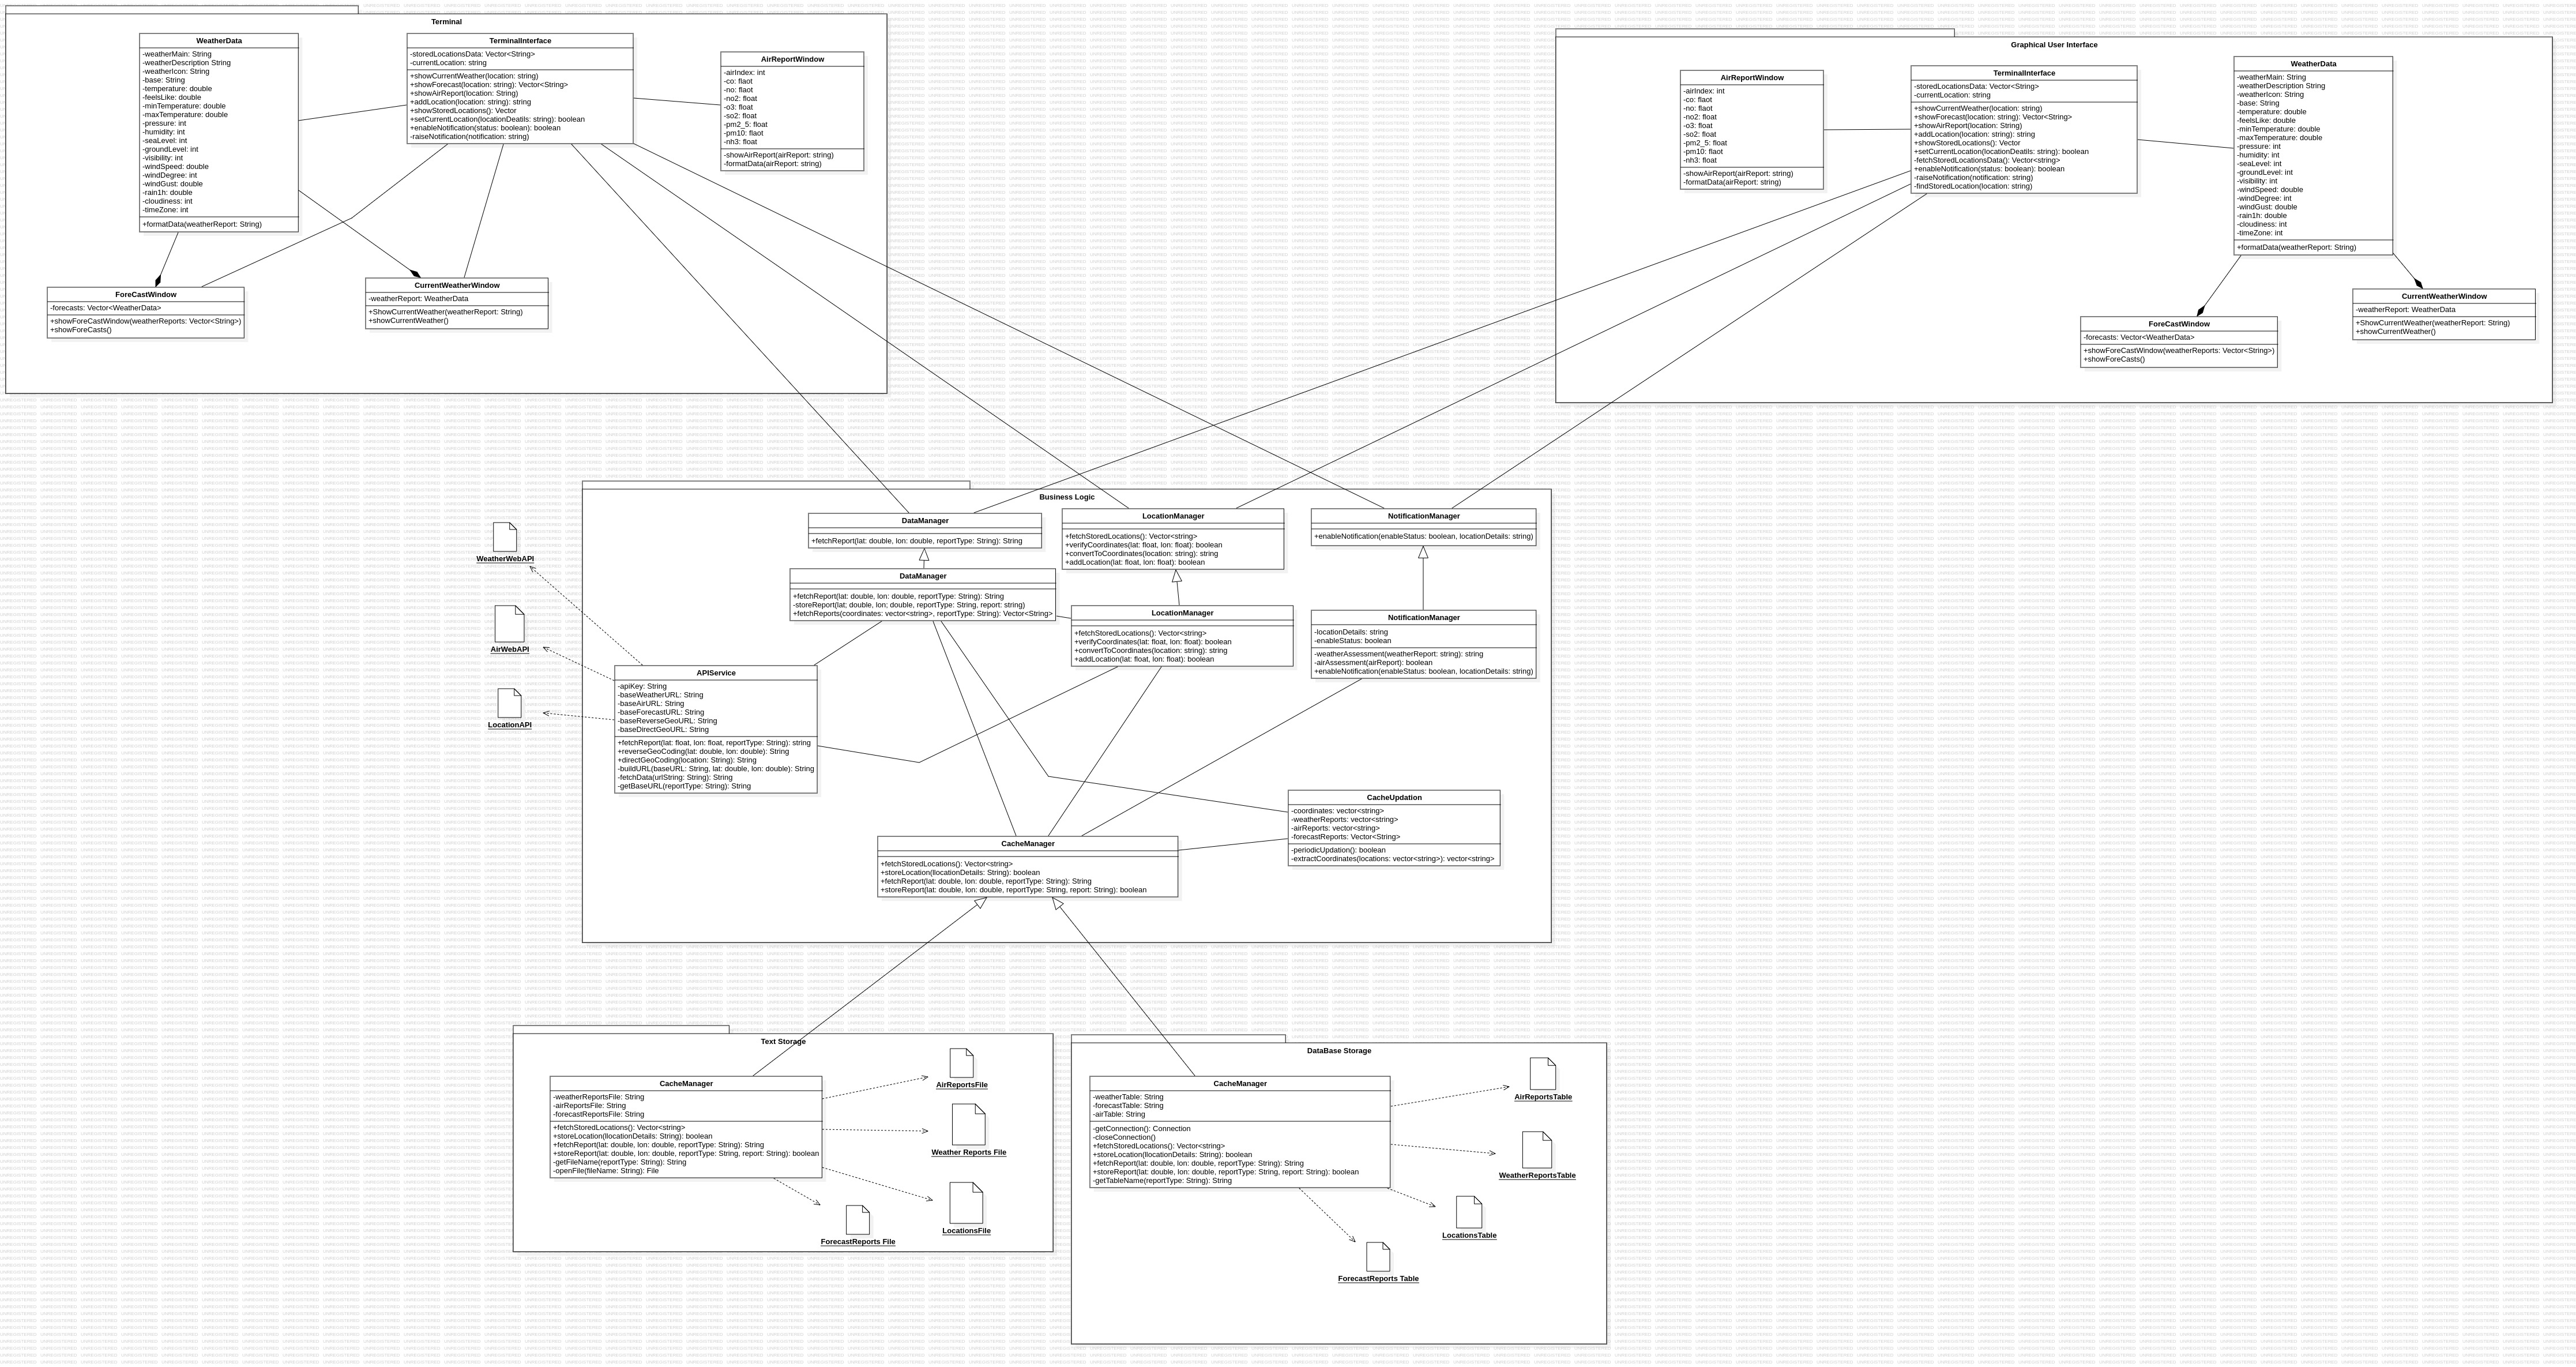 Terminal
WeatherData
-weatherMain: String
-weatherDescription String
-weatherIcon: String
-base: String
-temperature: double
-feelsLike: double
-minTemperature: double
-maxTemperature: double
-pressure: int
-humidity: int
-seaLevel: int
-groundLevel: int
-visibility: int
-windSpeed: double
-windDegree: int
-windGust: double
-rain1h: double
-cloudiness: int
-timeZone: int
+formatData(weatherReport: String)
TerminalInterface
-storedLocationsData: Vector<String>
-currentLocation: string
+showCurrentWeather(location: string)
+showForecast(location: string): Vector<String>
+showAirReport(location: String)
+addLocation(location: string): string
+showStoredLocations(): Vector
+setCurrentLocation(locationDeatils: string): boolean
+enableNotification(status: boolean): boolean
-raiseNotification(notification: string)
AirReportWindow
-airIndex: int
-co: flaot
-no: flaot
-no2: float
-o3: float
-so2: float
-pm2_5: float
-pm10: flaot
-nh3: float
-showAirReport(airReport: string)
-formatData(airReport: string)
ForeCastWindow
-forecasts: Vector<WeatherData>
+showForeCastWindow(weatherReports: Vector<String>)
+showForeCasts()
CurrentWeatherWindow
-weatherReport: WeatherData
+ShowCurrentWeather(weatherReport: String)
+showCurrentWeather()
Graphical User Interface
AirReportWindow
-airIndex: int
-co: flaot
-no: flaot
-no2: float
-o3: float
-so2: float
-pm2_5: float
-pm10: flaot
-nh3: float
-showAirReport(airReport: string)
-formatData(airReport: string)
TerminalInterface
-storedLocationsData: Vector<String>
-currentLocation: string
+showCurrentWeather(location: string)
+showForecast(location: string): Vector<String>
+showAirReport(location: String)
+addLocation(location: string): string
+showStoredLocations(): Vector
+setCurrentLocation(locationDeatils: string): boolean
-fetchStoredLocationsData(): Vector<string>
+enableNotification(status: boolean): boolean
-raiseNotification(notification: string)
-findStoredLocation(location: string)
WeatherData
-weatherMain: String
-weatherDescription String
-weatherIcon: String
-base: String
-temperature: double
-feelsLike: double
-minTemperature: double
-maxTemperature: double
-pressure: int
-humidity: int
-seaLevel: int
-groundLevel: int
-visibility: int
-windSpeed: double
-windDegree: int
-windGust: double
-rain1h: double
-cloudiness: int
-timeZone: int
+formatData(weatherReport: String)
ForeCastWindow
-forecasts: Vector<WeatherData>
+showForeCastWindow(weatherReports: Vector<String>)
+showForeCasts()
CurrentWeatherWindow
-weatherReport: WeatherData
+ShowCurrentWeather(weatherReport: String)
+showCurrentWeather()
Business Logic
DataManager
+fetchReport(lat: double, lon: double, reportType: String): String
LocationManager
+fetchStoredLocations(): Vector<string>
+verifyCoordinates(lat: float, lon: float): boolean
+convertToCoordinates(location: string): string
+addLocation(lat: float, lon: float): boolean
NotificationManager
+enableNotification(enableStatus: boolean, locationDetails: string)
DataManager
+fetchReport(lat: double, lon: double, reportType: String): String
-storeReport(lat: double, lon; double, reportType: String, report: string)
+fetchReports(coordinates: vector<string>, reportType: String): Vector<String>
LocationManager
+fetchStoredLocations(): Vector<string>
+verifyCoordinates(lat: float, lon: float): boolean
+convertToCoordinates(location: string): string
+addLocation(lat: float, lon: float): boolean
NotificationManager
-locationDetails: string
-enableStatus: boolean
-weatherAssessment(weatherReport: string): string
-airAssessment(airReport): boolean
+enableNotification(enableStatus: boolean, locationDetails: string)
WeatherWebAPI
AirWebAPI
LocationAPI
APIService
-apiKey: String
-baseWeatherURL: String
-baseAirURL: String
-baseForecastURL: String
-baseReverseGeoURL: String
-baseDirectGeoURL: String
+fetchReport(lat: float, lon: float, reportType: String): string
+reverseGeoCoding(lat: double, lon: double): String
+directGeoCoding(location: String): String
-buildURL(baseURL: String, lat: double, lon: double): String
-fetchData(urlString: String): String
-getBaseURL(reportType: String): String
CacheUpdation
-coordinates: vector<string>
-weatherReports: vector<string>
-airReports: vector<string>
-forecastReports: Vector<String>
-periodicUpdation(): boolean
-extractCoordinates(locations: vector<string>): vector<string>
CacheManager
+fetchStoredLocations(): Vector<string>
+storeLocation(llocationDetails: String): boolean
+fetchReport(lat: double, lon: double, reportType: String): String
+storeReport(lat: double, lon: double, reportType: String, report: String): boolean
Text Storage
CacheManager
-weatherReportsFile: String
-airReportsFile: String
-forecastReportsFile: String
+fetchStoredLocations(): Vector<string>
+storeLocation(llocationDetails: String): boolean
+fetchReport(lat: double, lon: double, reportType: String): String
+storeReport(lat: double, lon: double, reportType: String, report: String): boolean
-getFileName(reportType: String): String
-openFile(fileName: String): File
AirReportsFile
Weather Reports File
LocationsFile
ForecastReports File
DataBase Storage
CacheManager
-weatherTable: String
-forecastTable: String
-airTable: String
-getConnection(): Connection
-closeConnection()
+fetchStoredLocations(): Vector<string>
+storeLocation(llocationDetails: String): boolean
+fetchReport(lat: double, lon: double, reportType: String): String
+storeReport(lat: double, lon: double, reportType: String, report: String): boolean
-getTableName(reportType: String): String
AirReportsTable
WeatherReportsTable
LocationsTable
ForecastReports Table
UNREGISTERED